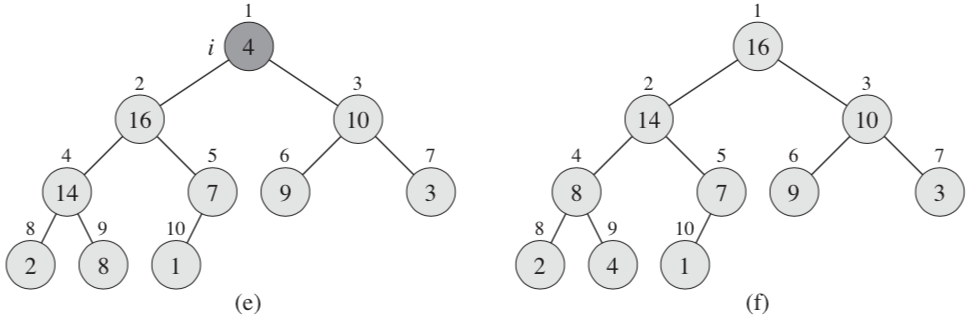 1 1
i 4 16
2 3 2 3
16 10 14 10
4 5 6 7 4 5 6 7
14 7 9 3 8 7 9 3
8 9 10 8 9 10
2 8 1 2 4 1
(e) (f)